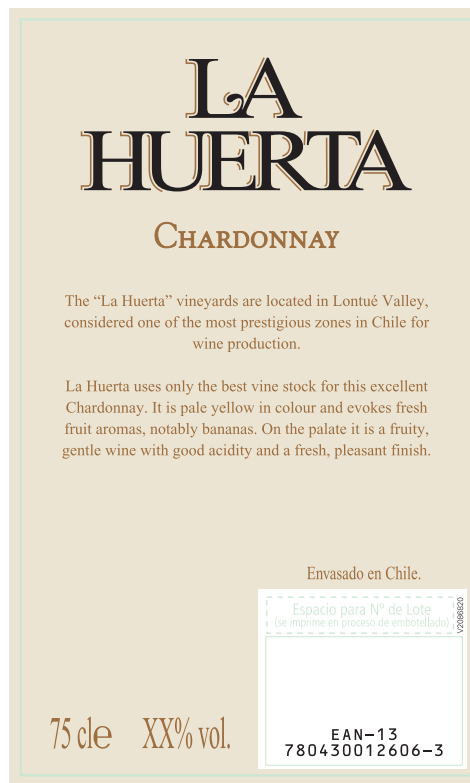 LA
HUERTA
CHARDONNAY
The “La Huerta” vineyards are located in Lontué Valley,
considered one of the most prestigious zones in Chile for
wine production.
La Huerta uses only the best vine stock for this excellent
Chardonnay. It is pale yellow in colour and evokes fresh
fruit aromas, notably bananas. On the palate it is a fruity,
gentle wine with good acidity and a fresh, pleasant finish.
Envasado en Chile.
Espacio para Nº de Lote
(se imprime en proceso de embotellado)
V2086820
75 cl℮ XX% vol.
EAN-13
780430012606-3